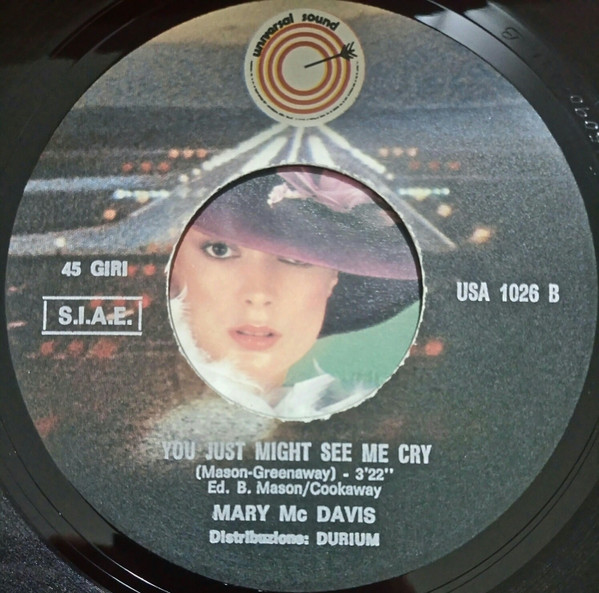 universal sound
45 GIRI
S.I.A.E.
USA 1026 B
YOU JUST MIGHT SEE ME CRY
(Mason-Greenaway) - 3'22"
Ed. B. Mason/Cookaway
MARY Mc DAVIS
Distribuzione: DURIUM